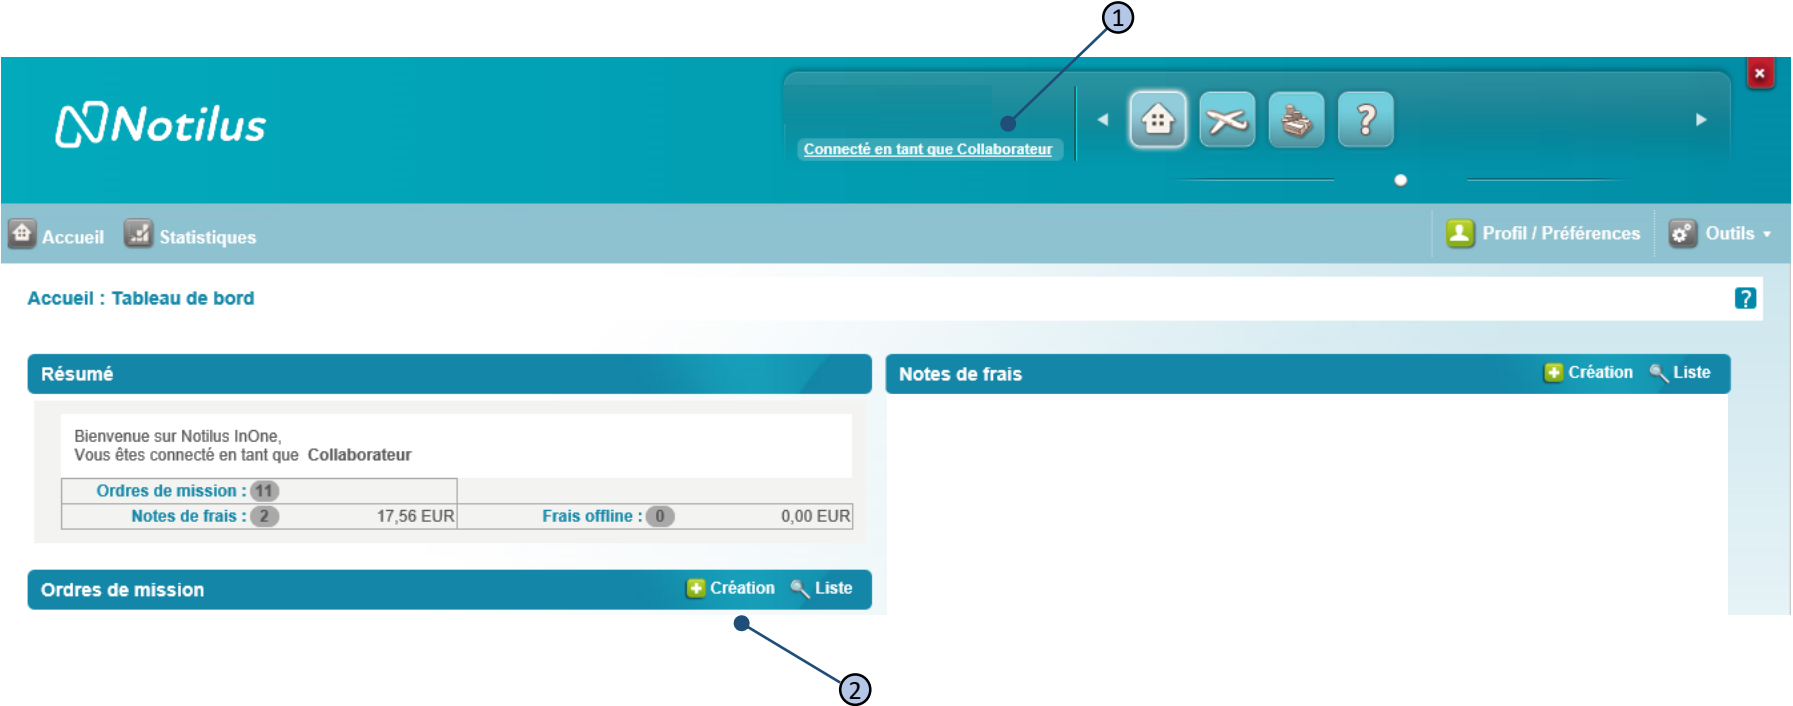 1
Notilus
Connecté en tant que Collaborateur
?
Accueil
Statistiques
Profil / Préférences
Outils
Accueil : Tableau de bord
?
Résumé
Bienvenue sur Notilus InOne,
Vous êtes connecté en tant que Collaborateur
Ordres de mission : 11
Notes de frais : 2 17,56 EUR Frais offline : 0 0,00 EUR
Ordres de mission Création Liste
Notes de frais Création Liste
2